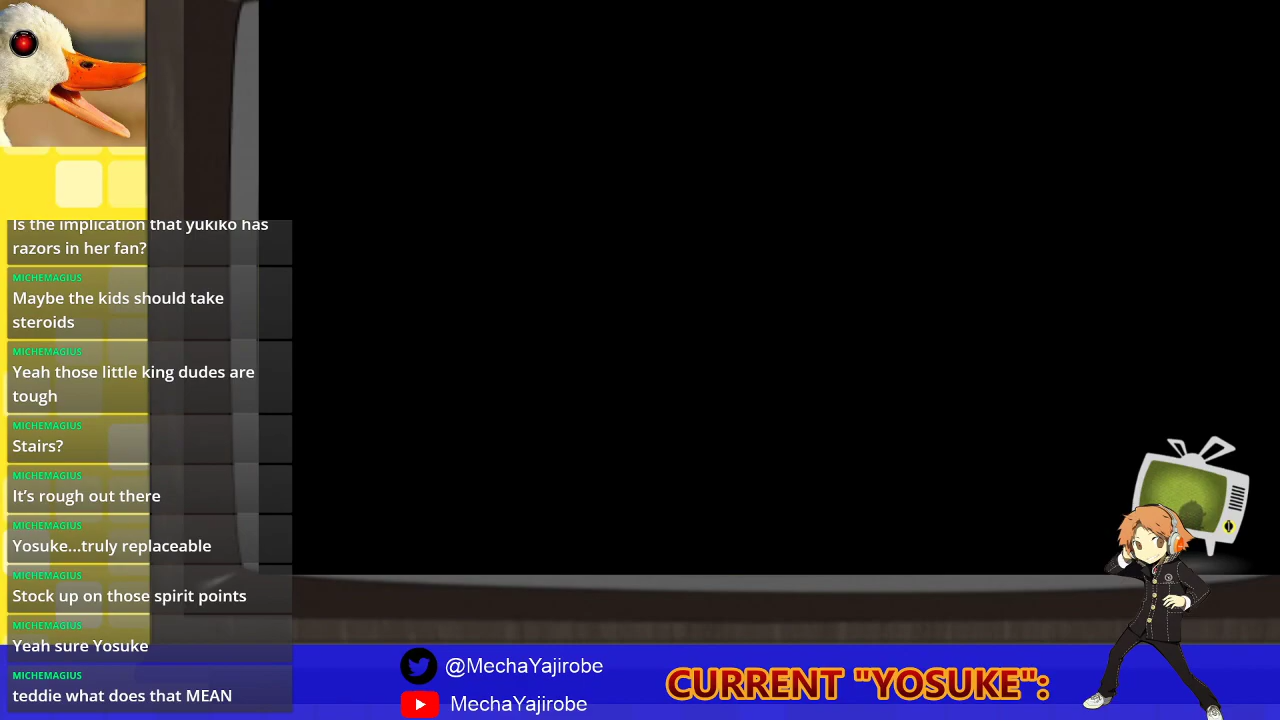 Is the implication that yukiko has
razors in her fan?
MICHEMAGIUS
Maybe the kids should take
steroids
MICHEMAGIUS
Yeah those little king dudes are
tough
MICHEMAGIUS
Stairs?
MICHEMAGIUS
It’s rough out there
MICHEMAGIUS
Yosuke...truly replaceable
MICHEMAGIUS
Stock up on those spirit points
MICHEMAGIUS
Yeah sure Yosuke
MICHEMAGIUS
teddie what does that MEAN
@MechaYajirobe
MechaYajirobe
CURRENT "YOSUKE":